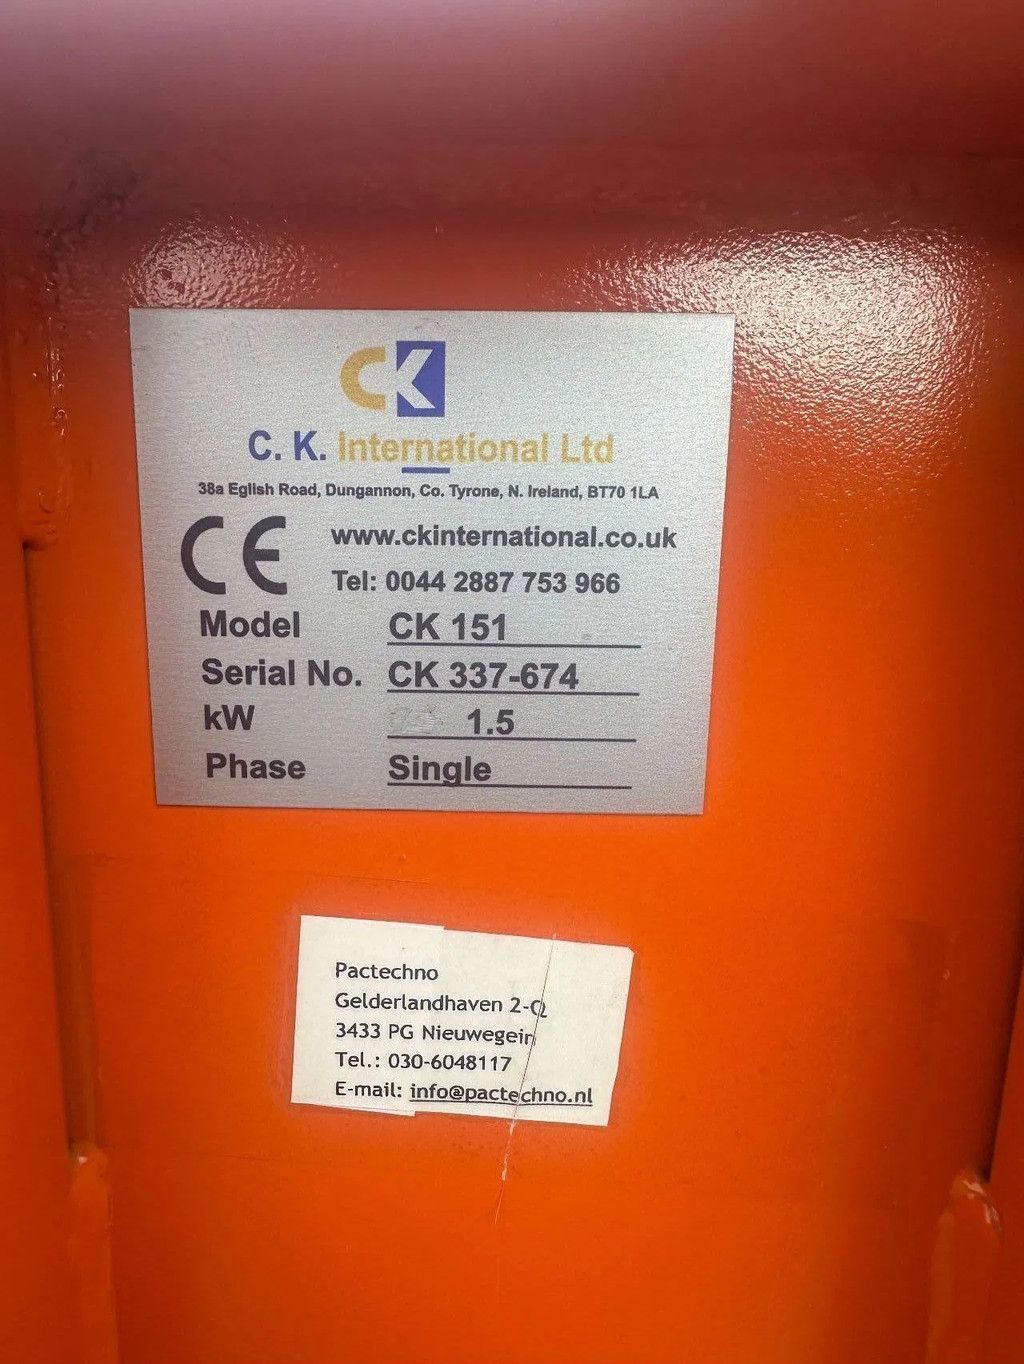 CK
C. K. International Ltd
38a Eglish Road, Dungannon, Co. Tyrone, N. Ireland, BT70 1LA
CE www.ckinternational.co.uk
Tel: 0044 2887 753 966
Model CK 151
Serial No. CK 337-674
kW 1.5
Phase Single
Pactechno
Gelderlandhaven 2-Q
3433 PG Nieuwegein
Tel.: 030-6048117
E-mail: info@pactechno.nl